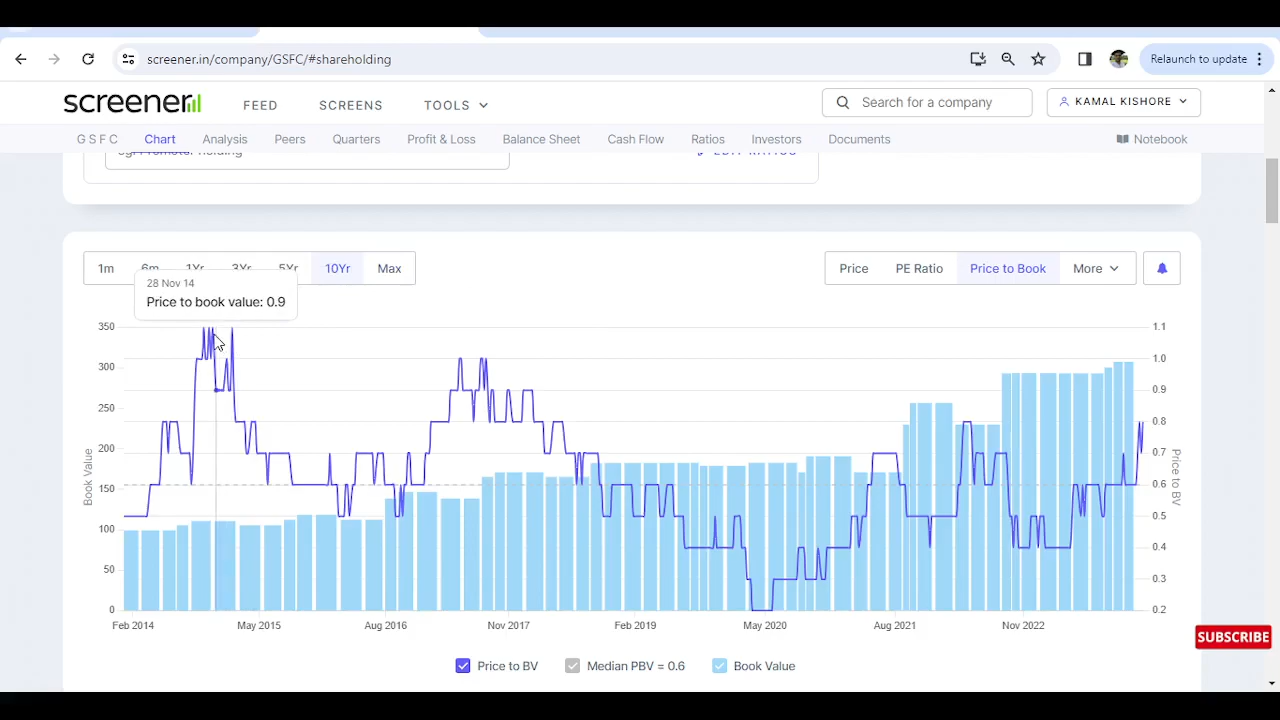 screener.in/company/GSFC/#shareholding
Relaunch to update
screener
FEED
SCREENS
TOOLS
Search for a company
KAMAL KISHORE
G S F C
Chart
Analysis
Peers
Quarters
Profit & Loss
Balance Sheet
Cash Flow
Ratios
Investors
Documents
Notebook
eg. Promoter holding
EDIT RATIOS
1m
6m
1Yr
3Yr
5Yr
10Yr
Max
Price
PE Ratio
Price to Book
More
28 Nov 14
Price to book value: 0.9
350
300
250
200
150
100
50
0
Book Value
1.1
1.0
0.9
0.8
0.7
0.6
0.5
0.4
0.3
0.2
Price to BV
Feb 2014
May 2015
Aug 2016
Nov 2017
Feb 2019
May 2020
Aug 2021
Nov 2022
SUBSCRIBE
Price to BV
Median PBV = 0.6
Book Value